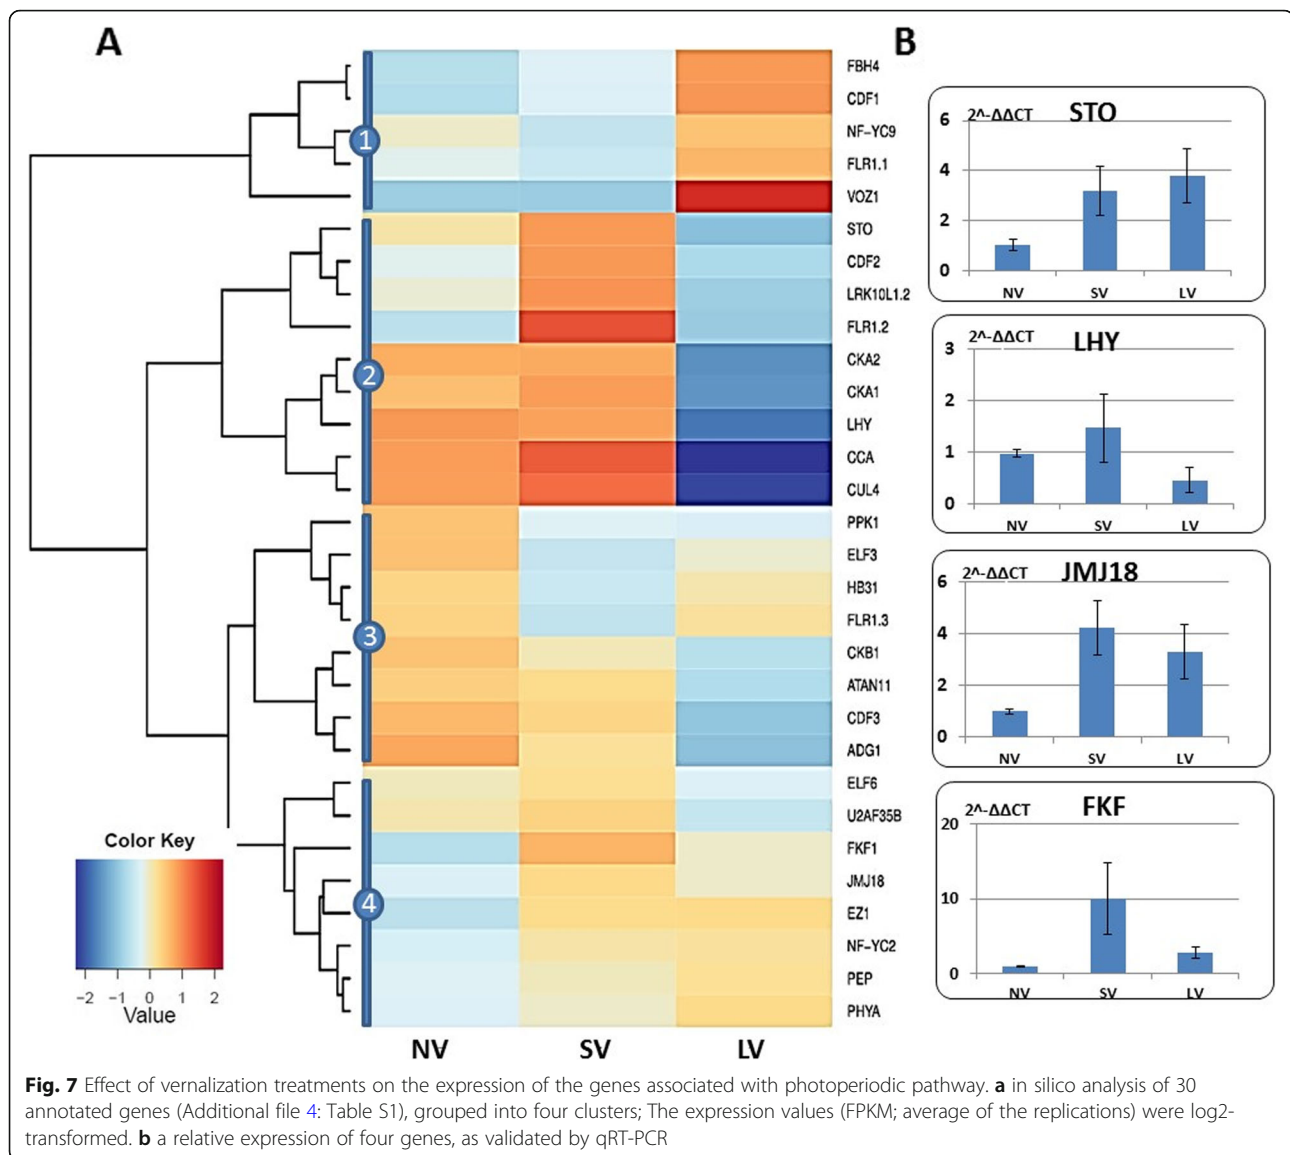 A
B
1
2
3
4
FBH4
CDF1
NF-YC9
FLR1.1
VOZ1
STO
CDF2
LRK10L1.2
FLR1.2
CKA2
CKA1
LHY
CCA
CUL4
PPK1
ELF3
HB31
FLR1.3
CKB1
ATAN11
CDF3
ADG1
ELF6
U2AF35B
FKF1
JMJ18
EZ1
NF-YC2
PEP
PHYA
NV SV LV
Color Key
-2 -1 0 1 2
Value
2^-ΔΔCT STO
6
4
2
0
NV SV LV
2^-ΔΔCT LHY
3
2
1
0
NV SV LV
2^-ΔΔCT JMJ18
6
4
2
0
NV SV LV
2^-ΔΔCT FKF
20
10
0
NV SV LV
Fig. 7 Effect of vernalization treatments on the expression of the genes associated with photoperiodic pathway. a in silico analysis of 30
annotated genes (Additional file 4: Table S1), grouped into four clusters; The expression values (FPKM; average of the replications) were log2-
transformed. b a relative expression of four genes, as validated by qRT-PCR